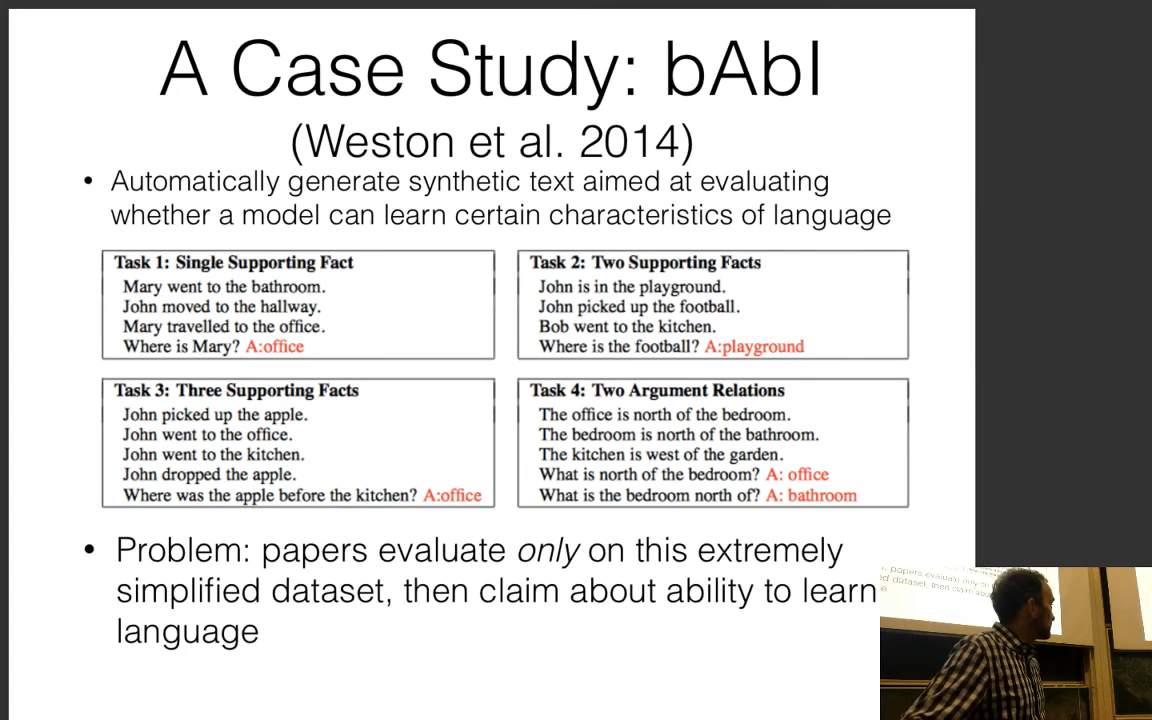 A Case Study: bAbI
(Weston et al. 2014)
• Automatically generate synthetic text aimed at evaluating
whether a model can learn certain characteristics of language
Task 1: Single Supporting Fact
Mary went to the bathroom.
John moved to the hallway.
Mary travelled to the office.
Where is Mary? A:office
Task 2: Two Supporting Facts
John is in the playground.
John picked up the football.
Bob went to the kitchen.
Where is the football? A:playground
Task 3: Three Supporting Facts
John picked up the apple.
John went to the office.
John went to the kitchen.
John dropped the apple.
Where was the apple before the kitchen? A:office
Task 4: Two Argument Relations
The office is north of the bedroom.
The bedroom is north of the bathroom.
The kitchen is west of the garden.
What is north of the bedroom? A: office
What is the bedroom north of? A: bathroom
• Problem: papers evaluate only on this extremely
simplified dataset, then claim about ability to learn
language
papers evaluate only on
dataset, then claim